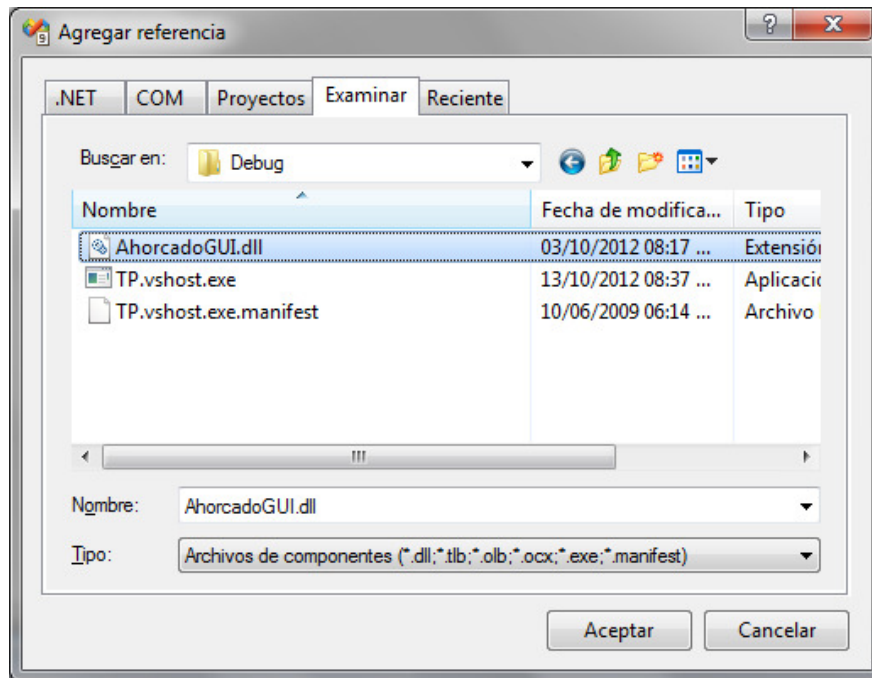 Agregar referencia
.NET COM Proyectos Examinar Reciente
Buscar en: Debug
Nombre Fecha de modifica... Tipo
AhorcadoGUI.dll 03/10/2012 08:17 ... Extensión
TP.vshost.exe 13/10/2012 08:37 ... Aplicació
TP.vshost.exe.manifest 10/06/2009 06:14 ... Archivo
Nombre: AhorcadoGUI.dll
Tipo: Archivos de componentes (*.dll;*.tlb;*.olb;*.ocx;*.exe;*.manifest)
Aceptar Cancelar